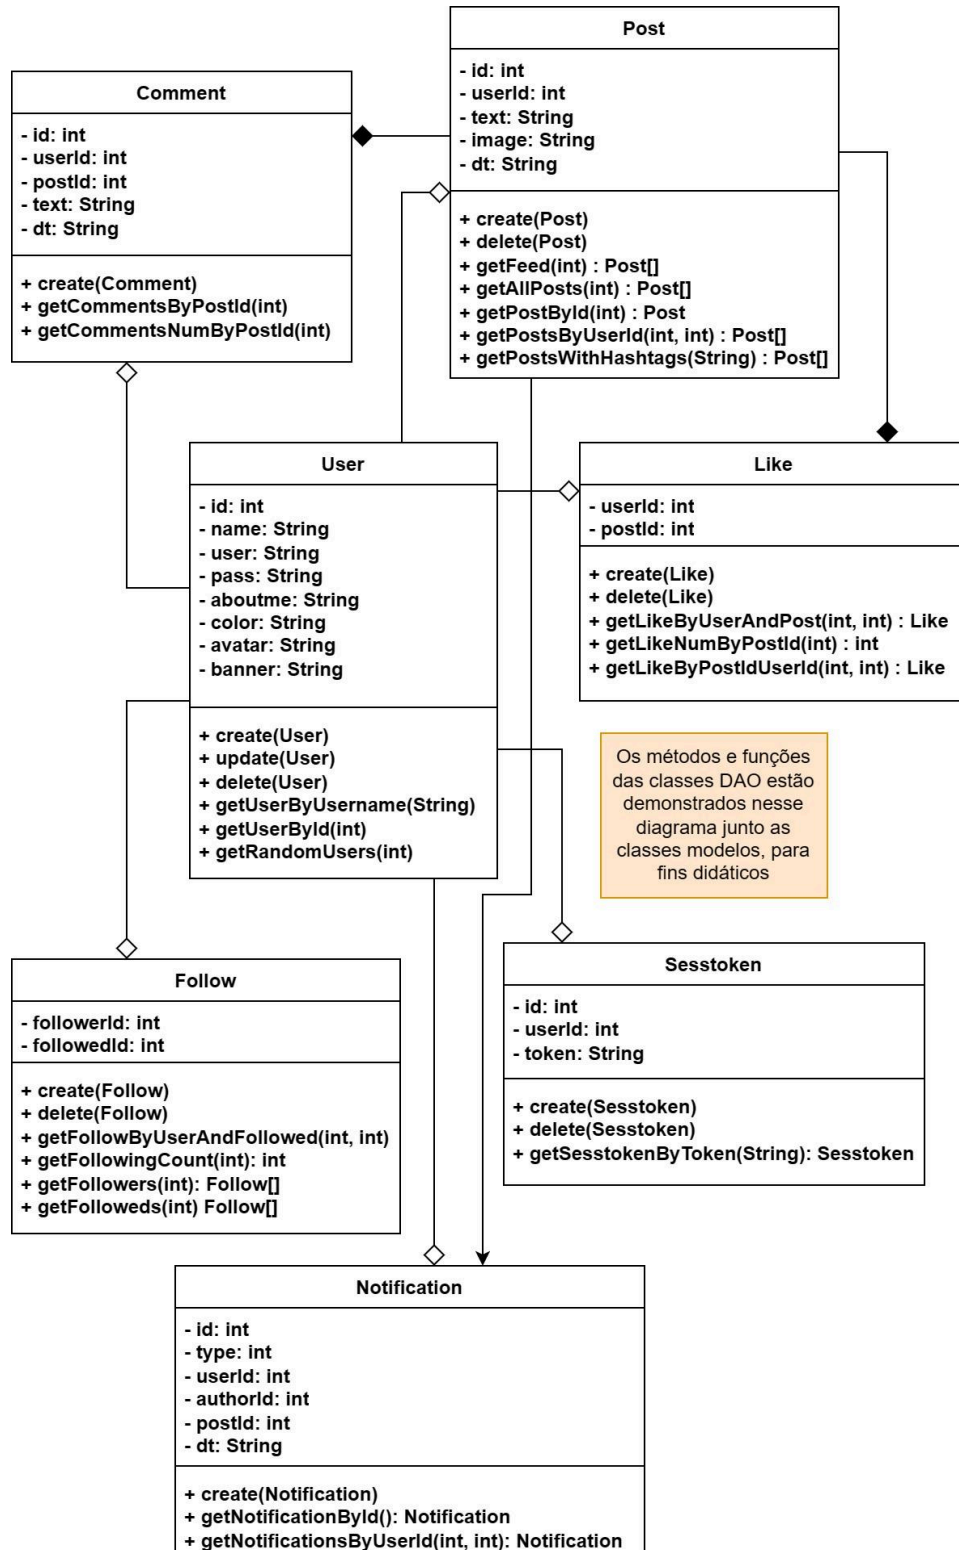 Post
- id: int
- userId: int
- text: String
- image: String
- dt: String
+ create(Post)
+ delete(Post)
+ getFeed(int) : Post[]
+ getAllPosts(int) : Post[]
+ getPostById(int) : Post
+ getPostsByUserId(int, int) : Post[]
+ getPostsWithHashtags(String) : Post[]
Comment
- id: int
- userId: int
- postId: int
- text: String
- dt: String
+ create(Comment)
+ getCommentsByPostId(int)
+ getCommentsNumByPostId(int)
User
- id: int
- name: String
- user: String
- pass: String
- aboutme: String
- color: String
- avatar: String
- banner: String
+ create(User)
+ update(User)
+ delete(User)
+ getUserByUsername(String)
+ getUserById(int)
+ getRandomUsers(int)
Like
- userId: int
- postId: int
+ create(Like)
+ delete(Like)
+ getLikeByUserAndPost(int, int) : Like
+ getLikeNumByPostId(int) : int
+ getLikeByPostIdUserId(int, int) : Like
Os métodos e funções
das classes DAO estão
demonstrados nesse
diagrama junto as
classes modelos, para
fins didáticos
Follow
- followerId: int
- followedId: int
+ create(Follow)
+ delete(Follow)
+ getFollowByUserAndFollowed(int, int)
+ getFollowingCount(int): int
+ getFollowers(int): Follow[]
+ getFolloweds(int) Follow[]
Sesstoken
- id: int
- userId: int
- token: String
+ create(Sesstoken)
+ delete(Sesstoken)
+ getSesstokenByToken(String): Sesstoken
Notification
- id: int
- type: int
- userId: int
- authorId: int
- postId: int
- dt: String
+ create(Notification)
+ getNotificationById(): Notification
+ getNotificationsByUserId(int, int): Notification